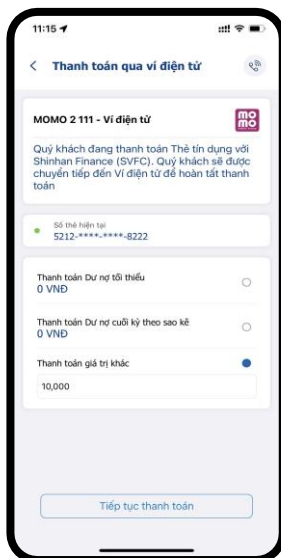 11:15
Thanh toán qua ví điện tử
MOMO 2 111 - Ví điện tử
mo
mo
Quý khách đang thanh toán Thẻ tín dụng với
Shinhan Finance (SVFC). Quý khách sẽ được
chuyển tiếp đến Ví điện tử để hoàn tất thanh
toán
Số thẻ hiện tại
5212-****-****-8222
Thanh toán Dư nợ tối thiểu
0 VNĐ
Thanh toán Dư nợ cuối kỳ theo sao kê
0 VNĐ
Thanh toán giá trị khác
10,000
Tiếp tục thanh toán